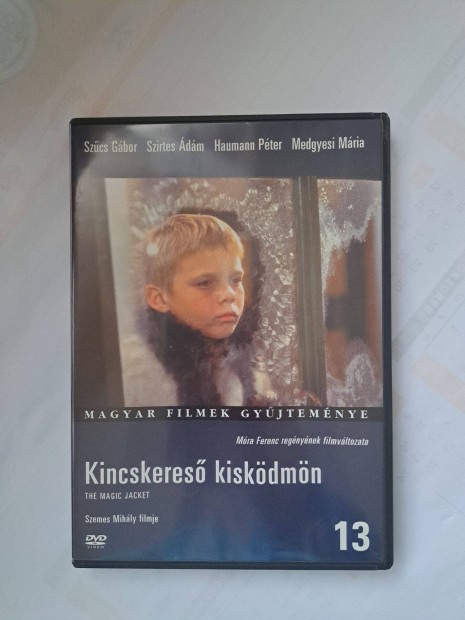 Szűcs Gábor Szirtes Ádám Haumann Péter Medgyesi Mária
MAGYAR FILMEK GYŰJTEMÉNYE
Móra Ferenc regényének filmváltozata
Kincskereső kisködmön
THE MAGIC JACKET
Szemes Mihály filmje
DVD
VIDEO
13